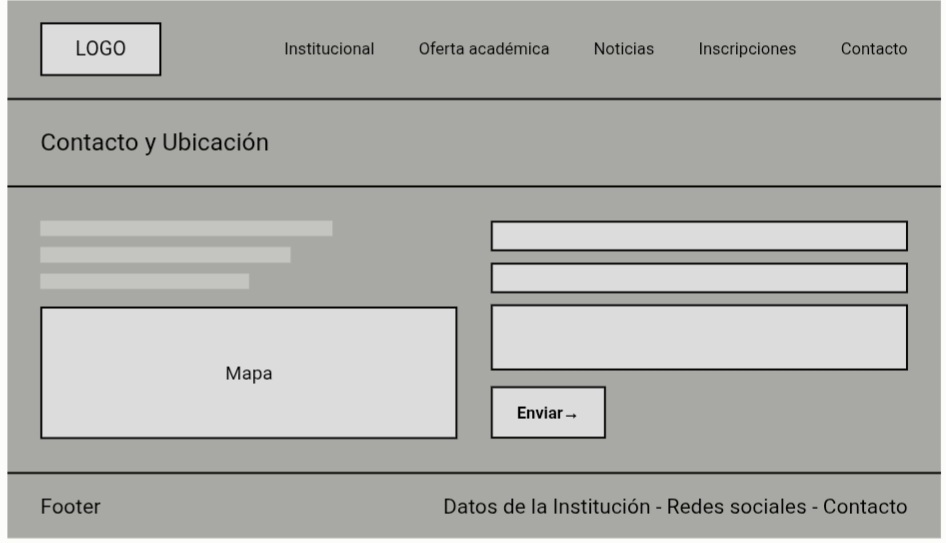 LOGO
Institucional
Oferta académica
Noticias
Inscripciones
Contacto
Contacto y Ubicación
Mapa
Enviar→
Footer
Datos de la Institución - Redes sociales - Contacto